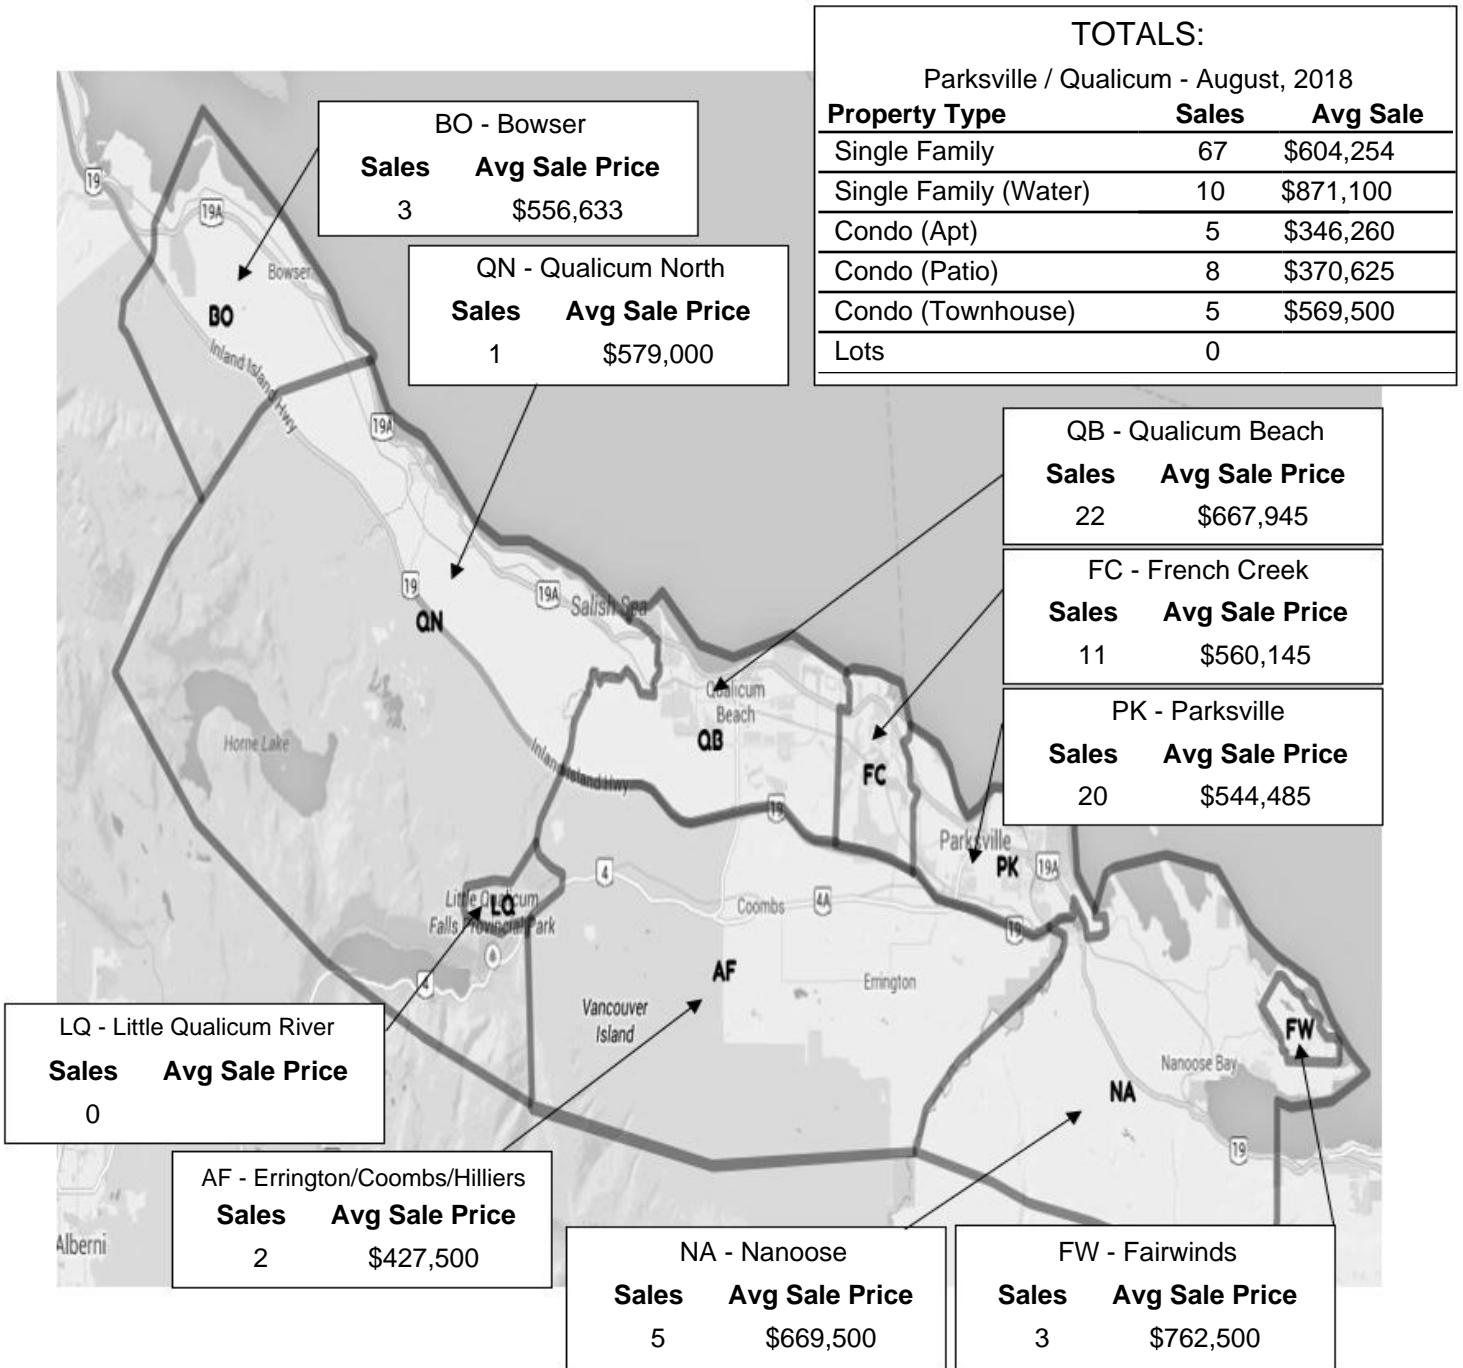 TOTALS:
Parksville / Qualicum - August, 2018
Property Type Sales Avg Sale
Single Family 67 $604,254
Single Family (Water) 10 $871,100
Condo (Apt) 5 $346,260
Condo (Patio) 8 $370,625
Condo (Townhouse) 5 $569,500
Lots 0
BO - Bowser
Sales Avg Sale Price
3 $556,633
QN - Qualicum North
Sales Avg Sale Price
1 $579,000
QB - Qualicum Beach
Sales Avg Sale Price
22 $667,945
FC - French Creek
Sales Avg Sale Price
11 $560,145
PK - Parksville
Sales Avg Sale Price
20 $544,485
LQ - Little Qualicum River
Sales Avg Sale Price
0
AF - Errington/Coombs/Hilliers
Sales Avg Sale Price
2 $427,500
NA - Nanoose
Sales Avg Sale Price
5 $669,500
FW - Fairwinds
Sales Avg Sale Price
3 $762,500
19
19A
Bowser
BO
Inland Island Hwy
19A
19
19A
Salish Sea
QN
Qualicum
Beach
QB
Horne Lake
Inland Island Hwy
FC
19
Parksville
PK
19A
4
Little Qualicum
Falls Provincial Park
LQ
Coombs
4A
19
4
AF
Errington
Vancouver
Island
FW
Nanoose Bay
NA
19
Alberni